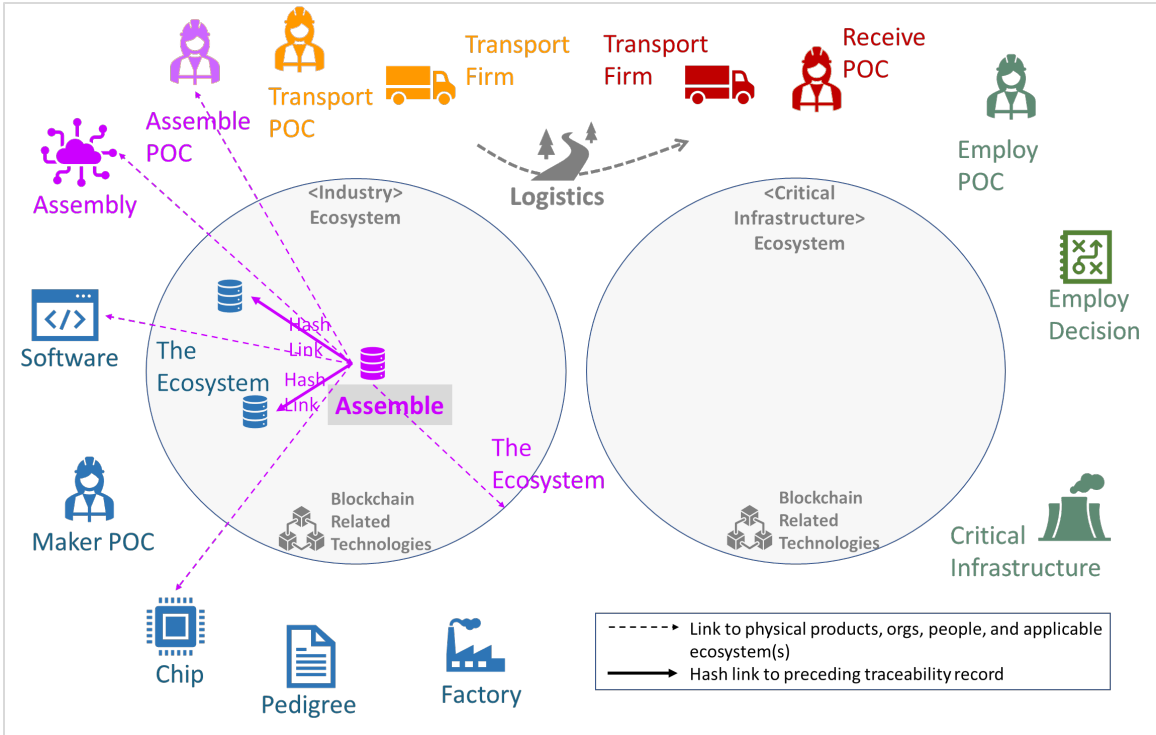 Transport
Firm
Transport
Firm
Receive
POC
Transport
POC
Assemble
POC
Employ
POC
Assembly
Logistics
<Industry>
Ecosystem
<Critical
Infrastructure>
Ecosystem
Employ
Decision
Software
The
Ecosystem
Hash
Link
Hash
Link
Assemble
The
Ecosystem
Maker POC
Blockchain
Related
Technologies
Blockchain
Related
Technologies
Critical
Infrastructure
Chip
Pedigree
Factory
Link to physical products, orgs, people, and applicable
ecosystem(s)
Hash link to preceding traceability record